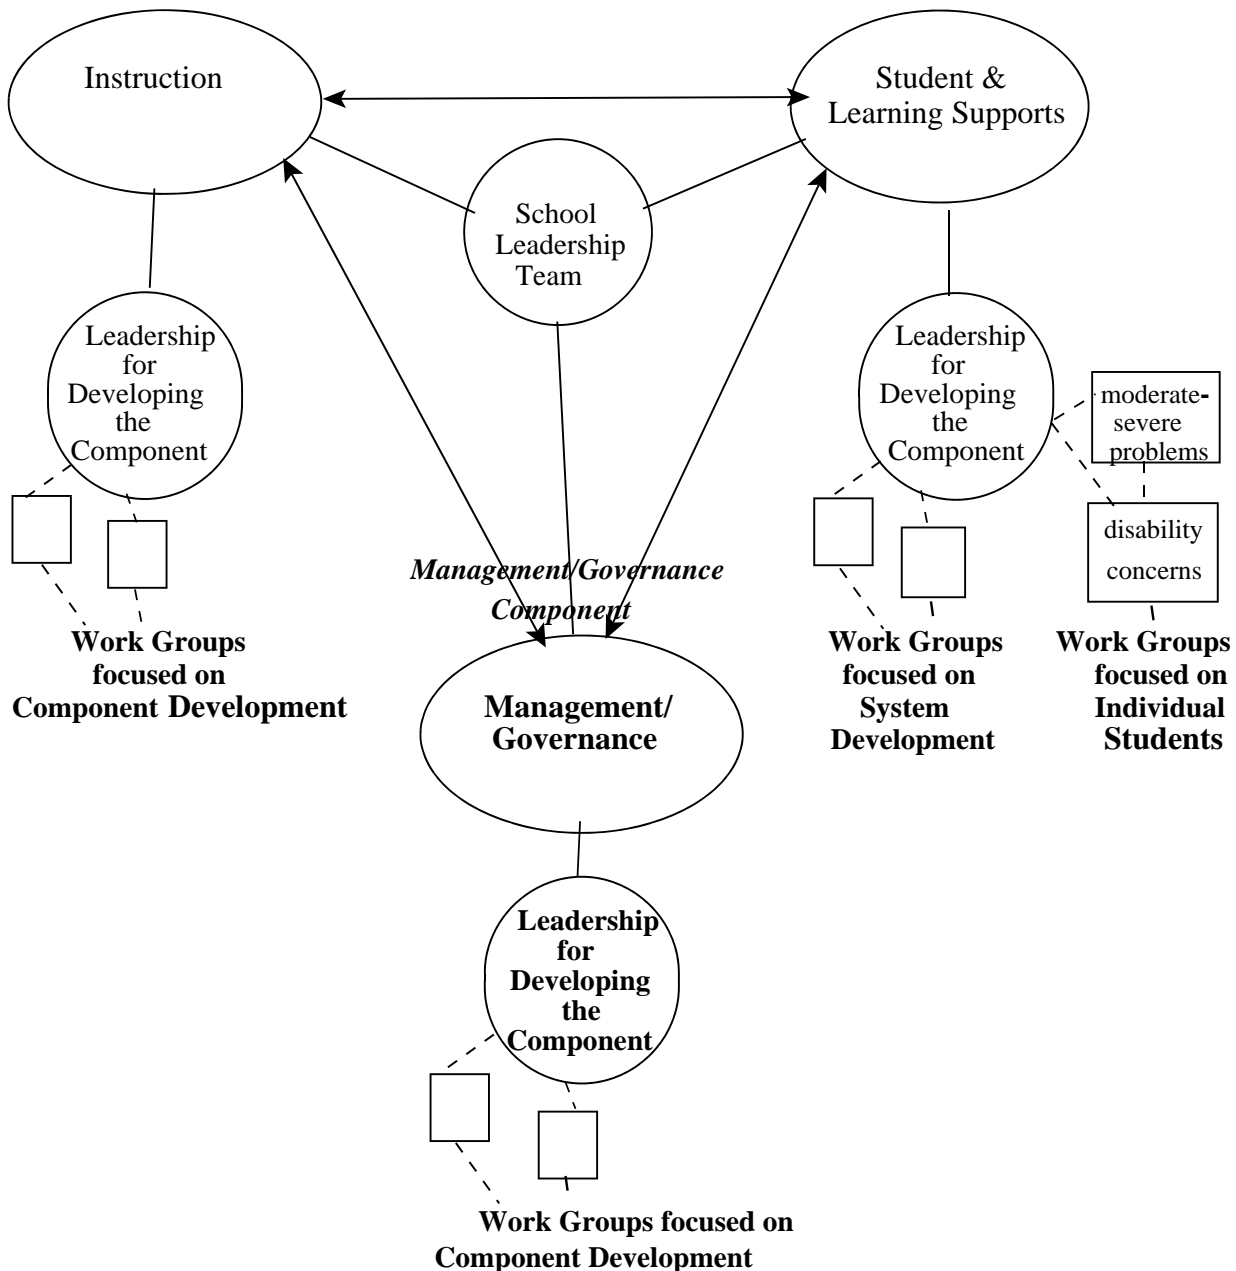 Instruction
Student &
Learning Supports
School
Leadership
Team
Leadership
for
Developing
the
Component
Leadership
for
Developing
the
Component
moderate-
severe
problems
disability
concerns
Management/Governance
Component
Work Groups
focused on
Component Development
Work Groups
focused on
System
Development
Work Groups
focused on
Individual
Students
Management/
Governance
Leadership
for
Developing
the
Component
Work Groups focused on
Component Development